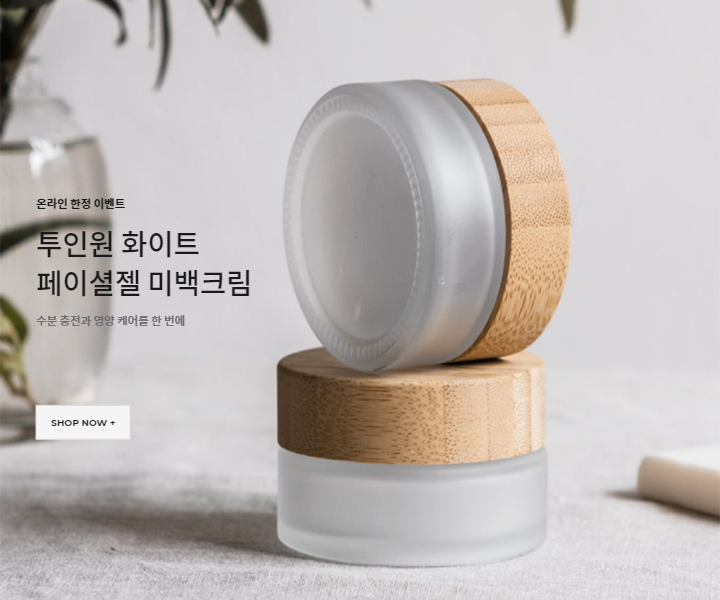 온라인 한정 이벤트
투인원 화이트
페이셜젤 미백크림
수분 충전과 영양 케어를 한 번에
SHOP NOW +